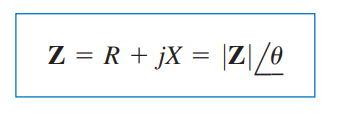 Z = R + jX = |Z|∠θ